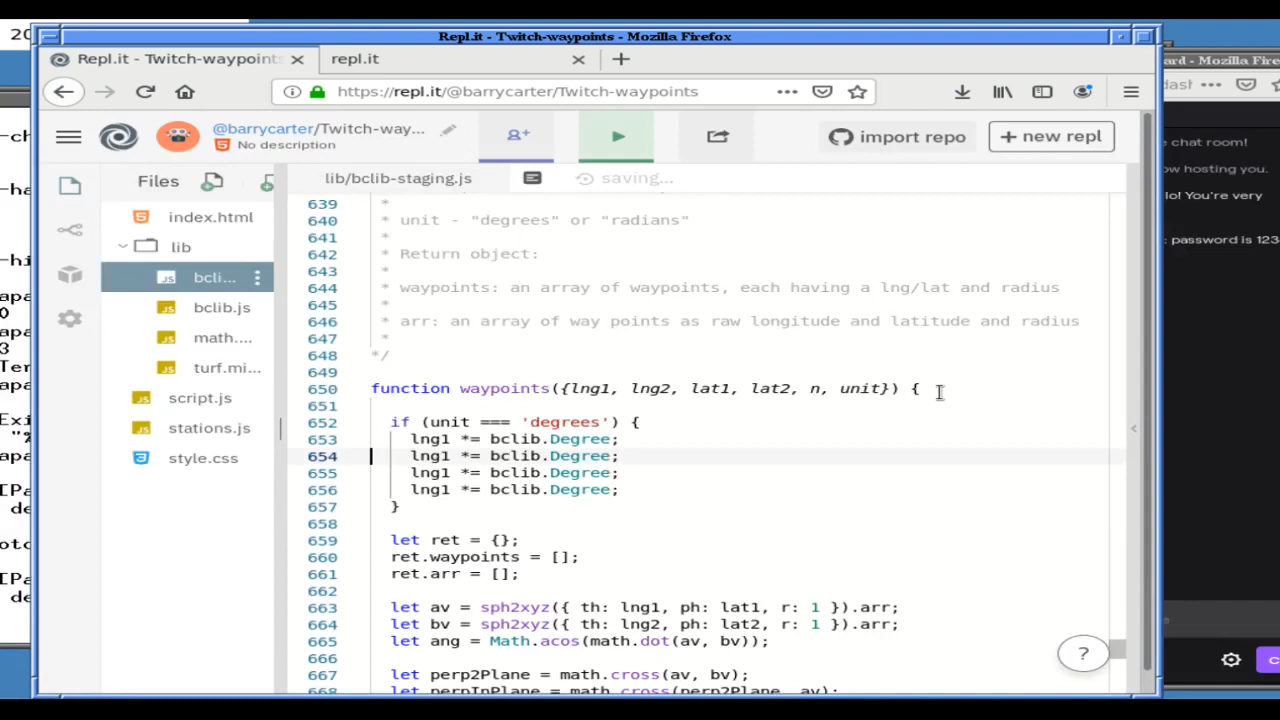 Repl.it - Twitch-waypoints - Mozilla Firefox
Repl.it - Twitch-waypoint
repl.it
https://repl.it/@barrycarter/Twitch-waypoints
@barrycarter/Twitch-way...
No description
import repo
+ new repl
Files
lib/bclib-staging.js
saving...
index.html
lib
bcli...
bclib.js
math....
turf.mi...
script.js
stations.js
style.css
639 *
640 * unit - "degrees" or "radians"
641 *
642 * Return object:
643 *
644 * waypoints: an array of waypoints, each having a lng/lat and radius
645 *
646 * arr: an array of way points as raw longitude and latitude and radius
647 *
648 */
649
650 function waypoints({lng1, lng2, lat1, lat2, n, unit}) {
651
652 if (unit === 'degrees') {
653 lng1 *= bclib.Degree;
654 lng1 *= bclib.Degree;
655 lng1 *= bclib.Degree;
656 lng1 *= bclib.Degree;
657 }
658
659 let ret = {};
660 ret.waypoints = [];
661 ret.arr = [];
662
663 let av = sph2xyz({ th: lng1, ph: lat1, r: 1 }).arr;
664 let bv = sph2xyz({ th: lng2, ph: lat2, r: 1 }).arr;
665 let ang = Math.acos(math.dot(av, bv));
666
667 let perp2Plane = math.cross(av, bv);
668 let perpInPlane = math.cross(perp2Plane, av);
?
ard - Mozilla Fire
dash
chat room!
ow hosting you.
lo! You're very
: password is 123